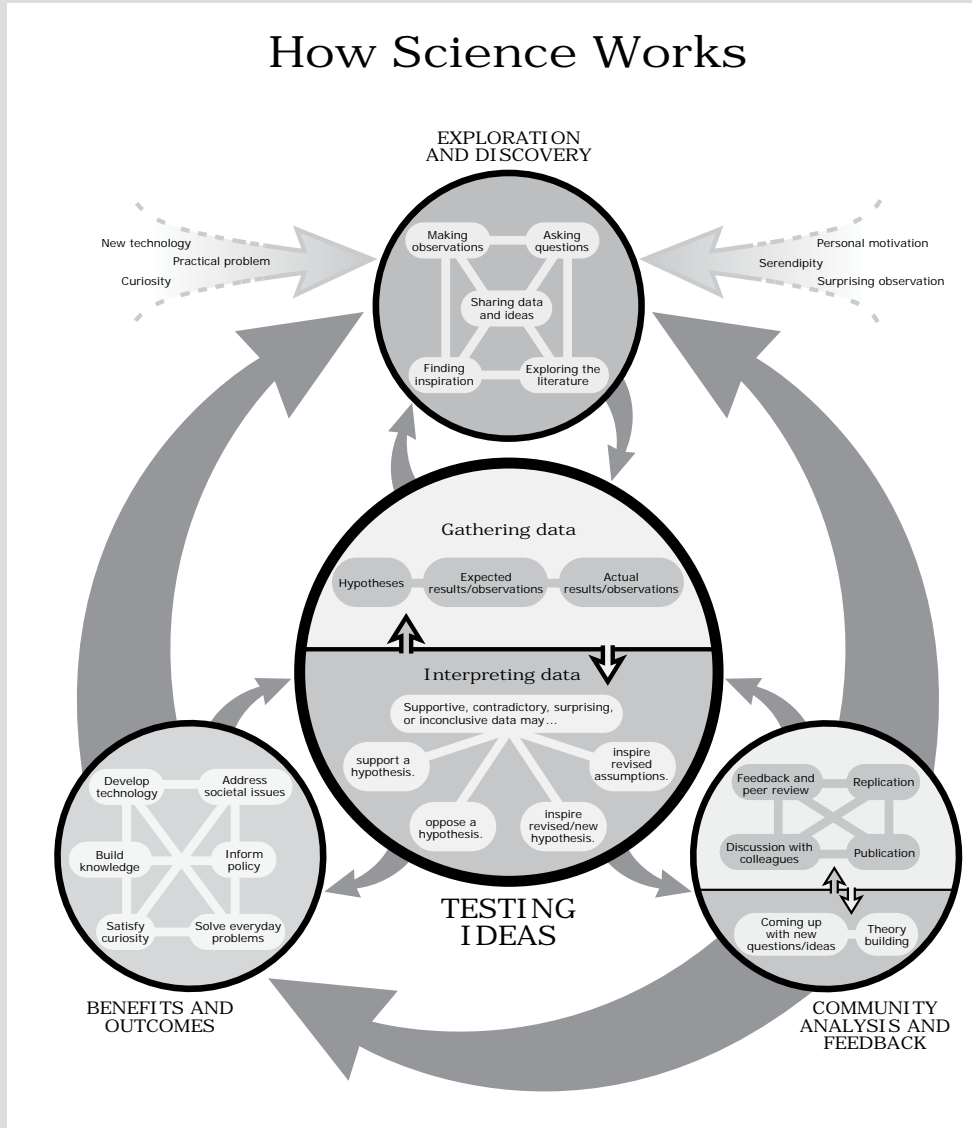 How Science Works
EXPLORATION
AND DISCOVERY
New technology
Practical problem
Curiosity
Personal motivation
Serendipity
Surprising observation
Making
observations
Asking
questions
Sharing data
and ideas
Finding
inspiration
Exploring the
literature
Gathering data
Hypotheses
Expected
results/observations
Actual
results/observations
Interpreting data
Supportive, contradictory, surprising,
or inconclusive data may…
support a
hypothesis.
oppose a
hypothesis.
inspire
revised/new
hypothesis.
inspire
revised
assumptions.
TESTING
IDEAS
Develop
technology
Address
societal issues
Build
knowledge
Inform
policy
Satisfy
curiosity
Solve everyday
problems
BENEFITS AND
OUTCOMES
Feedback and
peer review
Replication
Discussion with
colleagues
Publication
Coming up
with new
questions/ideas
Theory
building
COMMUNITY
ANALYSIS AND
FEEDBACK